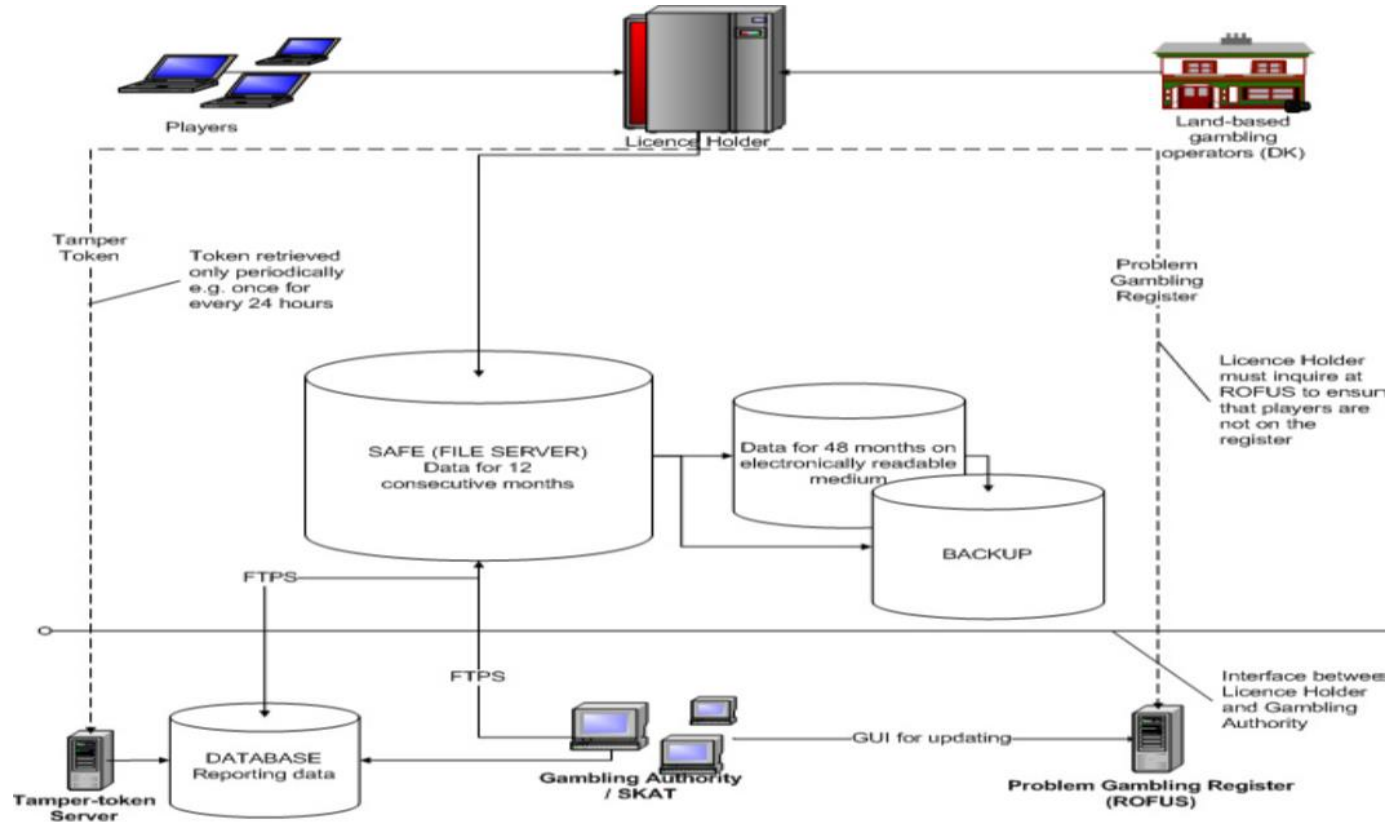 Players
Licence Holder
Land-based
gambling
operators (DK)
Tamper
Token
Token retrieved
only periodically
e.g. once for
every 24 hours
Problem
Gambling
Register
Licence Holder
must inquire at
ROFUS to ensur
that players are
not on the
register
SAFE (FILE SERVER)
Data for 12
consecutive months
Data for 48 months on
electronically readable
medium
BACKUP
FTPS
FTPS
Interface betwee
Licence Holder
and Gambling
Authority
DATABASE
Reporting data
GUI for updating
Tamper-token
Server
Gambling Authority
/ SKAT
Problem Gambling Register
(ROFUS)